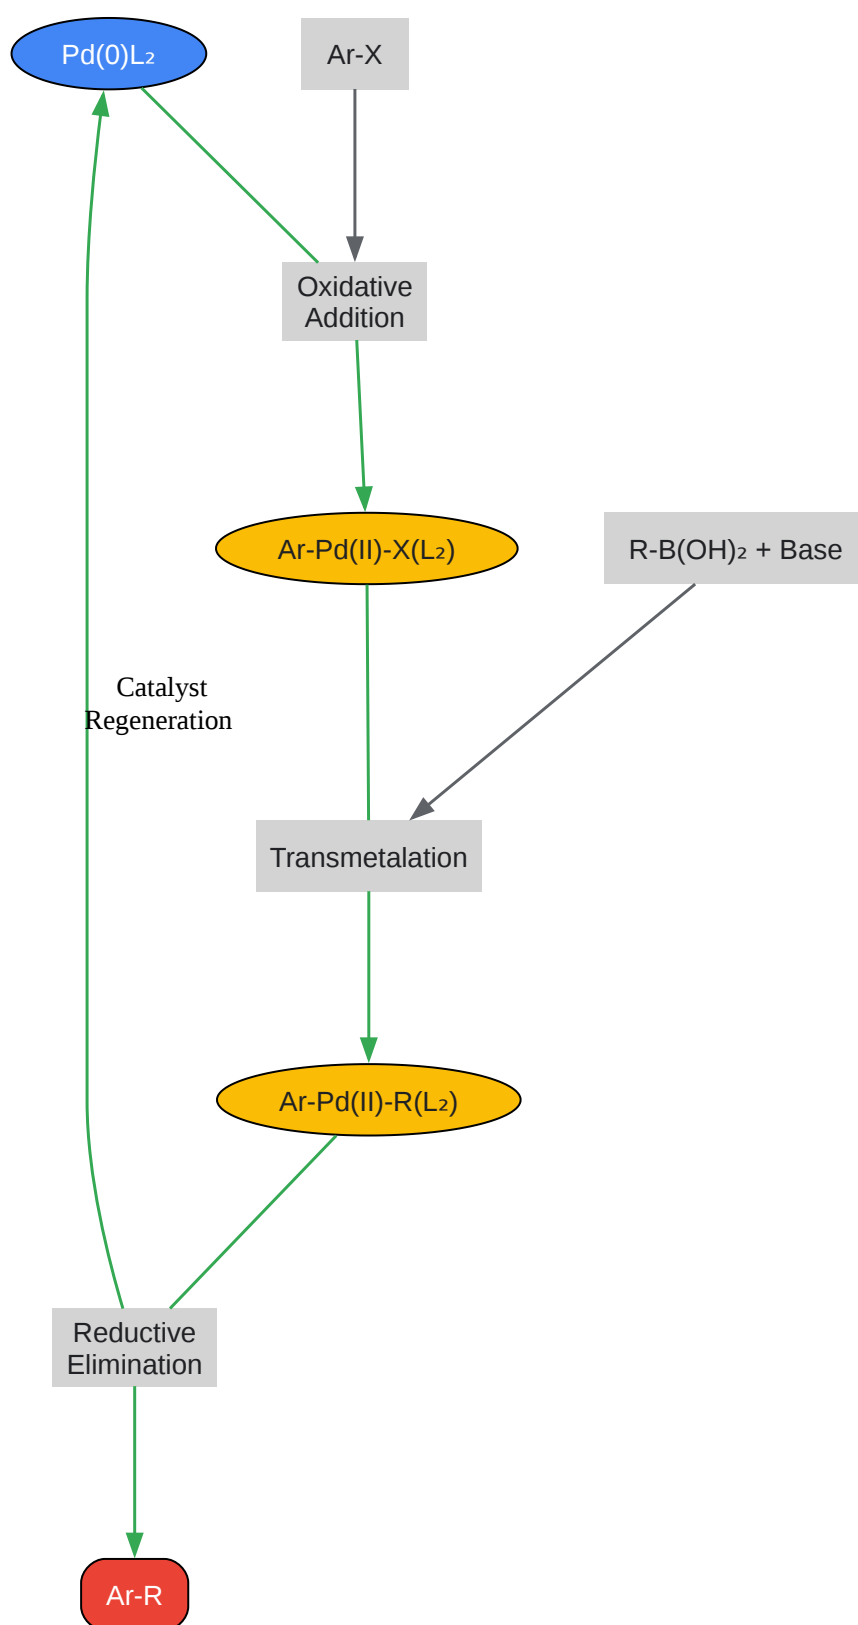 Pd(0)L₂
Ar-X
Oxidative
Addition
Ar-Pd(II)-X(L₂)
R-B(OH)₂ + Base
Catalyst
Regeneration
Transmetalation
Ar-Pd(II)-R(L₂)
Reductive
Elimination
Ar-R